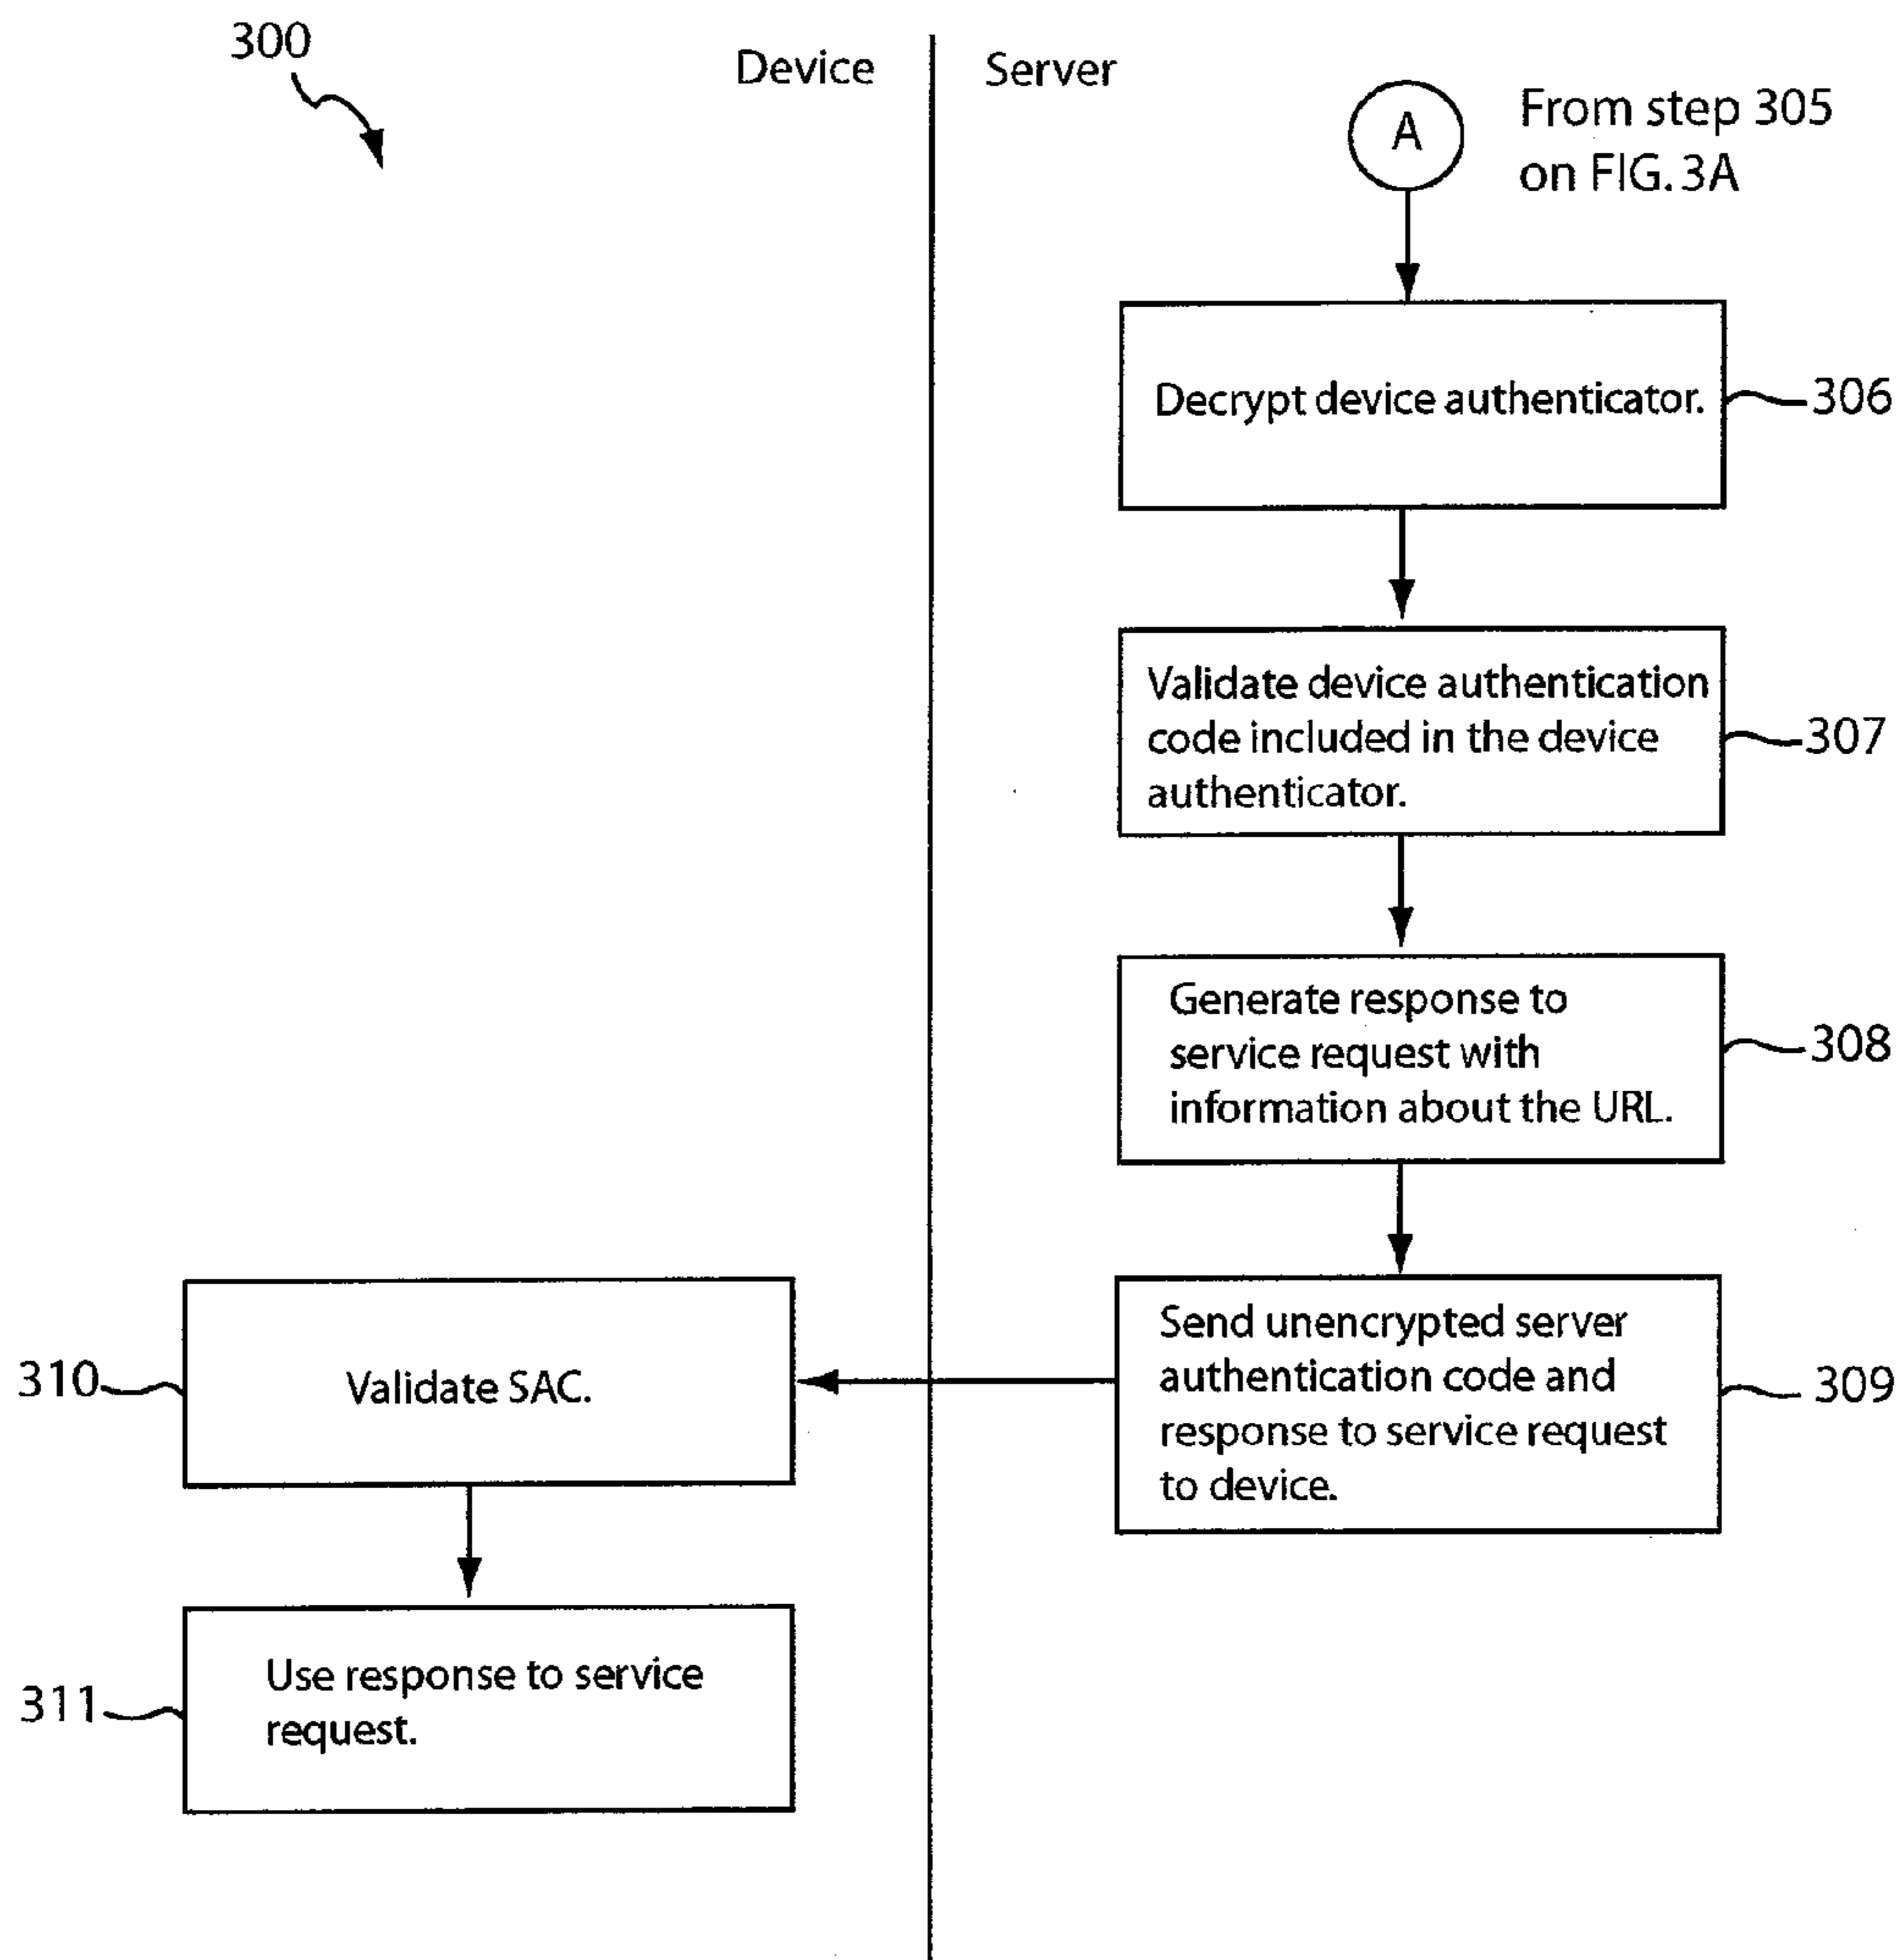 300
Device
Server
A
From step 305
on FIG. 3A
Decrypt device authenticator.
306
Validate device authentication
code included in the device
authenticator.
307
Generate response to
service request with
information about the URL.
308
Send unencrypted server
authentication code and
response to service request
to device.
309
310
Validate SAC.
311
Use response to service
request.